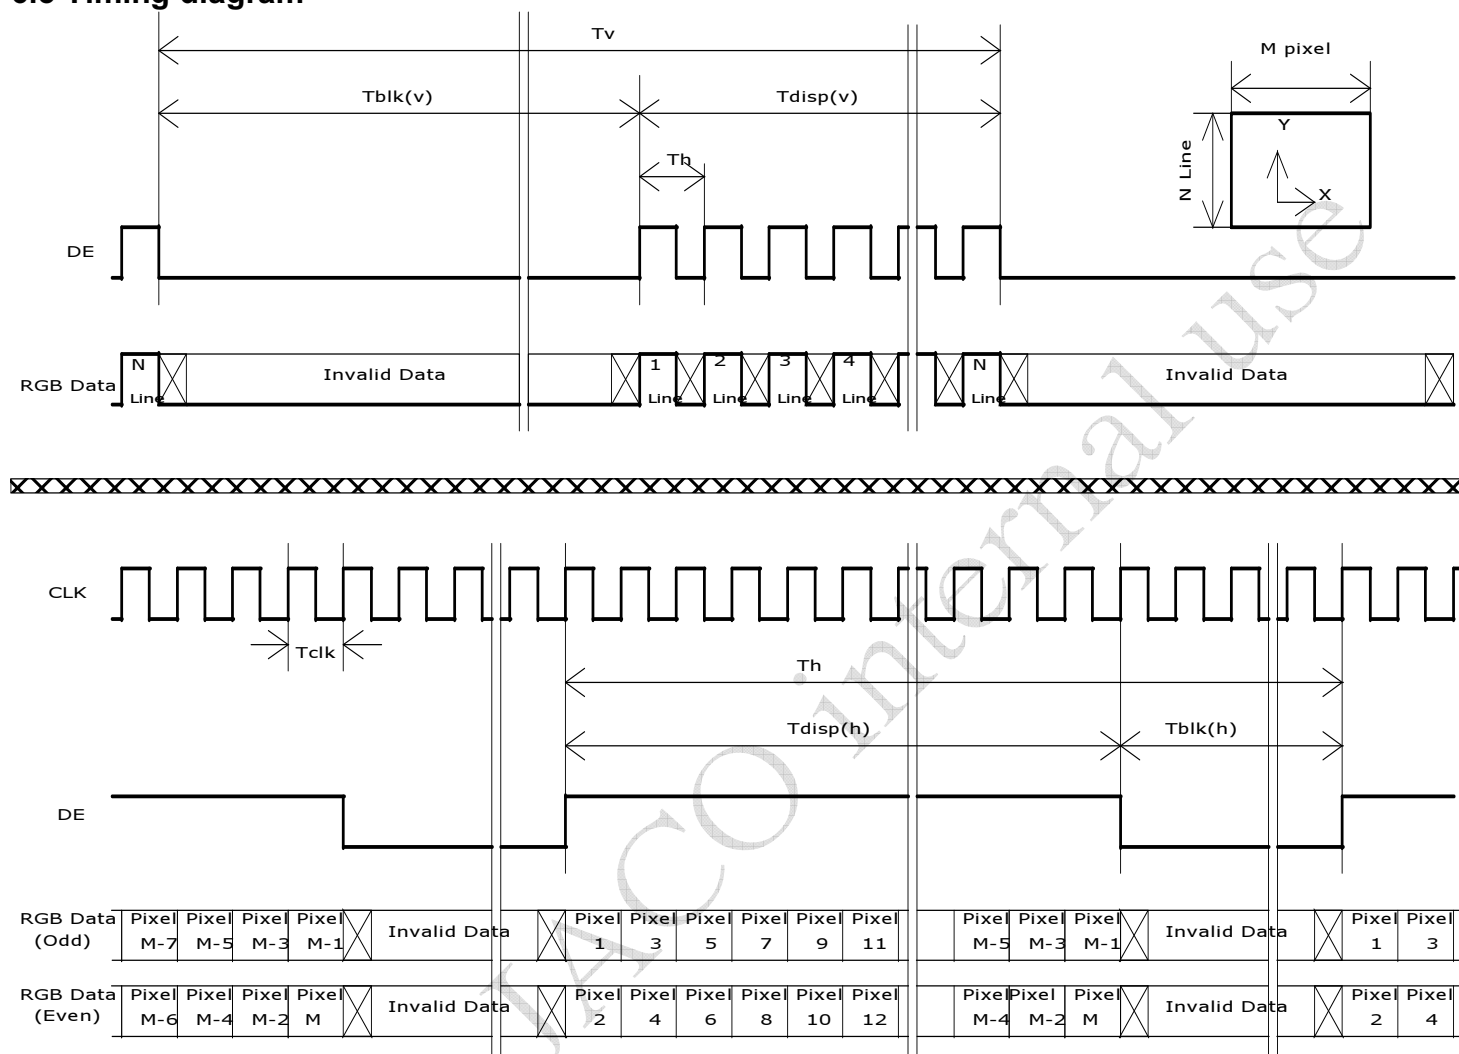 Tv
M pixel
Tblk(v)
Tdisp(v)
Y
Th
N Line
X
DE
N 1 2 3 4 N
RGB Data Invalid Data Invalid Data
Line Line Line Line Line Line
CLK
Tclk
Th
Tdisp(h) Tblk(h)
DE
RGB Data Pixel Pixel Pixel Pixel Invalid Data Pixel Pixel Pixel Pixel Pixel Pixel Pixel Pixel Pixel Invalid Data Pixel Pixel
(Odd) M-7 M-5 M-3 M-1 1 3 5 7 9 11 M-5 M-3 M-1 1 3
RGB Data Pixel Pixel Pixel Pixel Invalid Data Pixel Pixel Pixel Pixel Pixel Pixel Pixel Pixel Pixel Invalid Data Pixel Pixel
(Even) M-6 M-4 M-2 M 2 4 6 8 10 12 M-4 M-2 M 2 4
JACO internal use